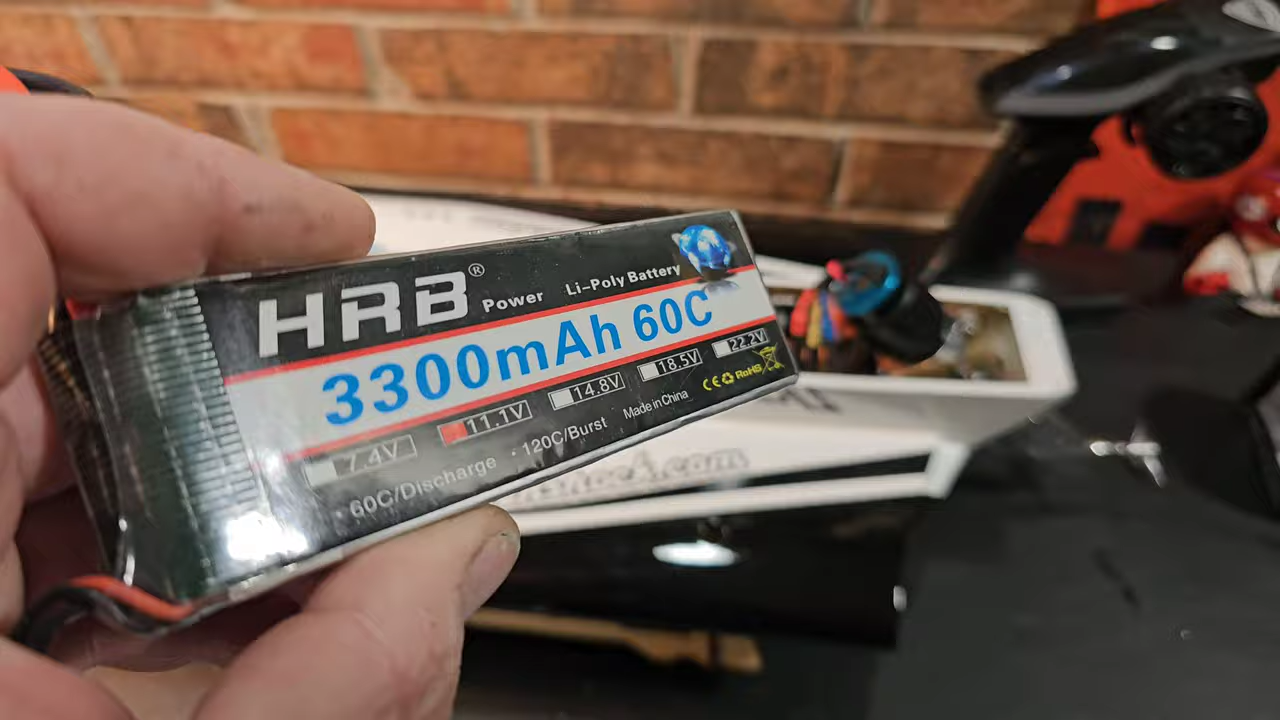 HRB® Power Li-Poly Battery
3300mAh 60C
7.4V 11.1V 14.8V 18.5V 22.2V
· 60C/Discharge · 120C/Burst Made in China CE RoHS
.com